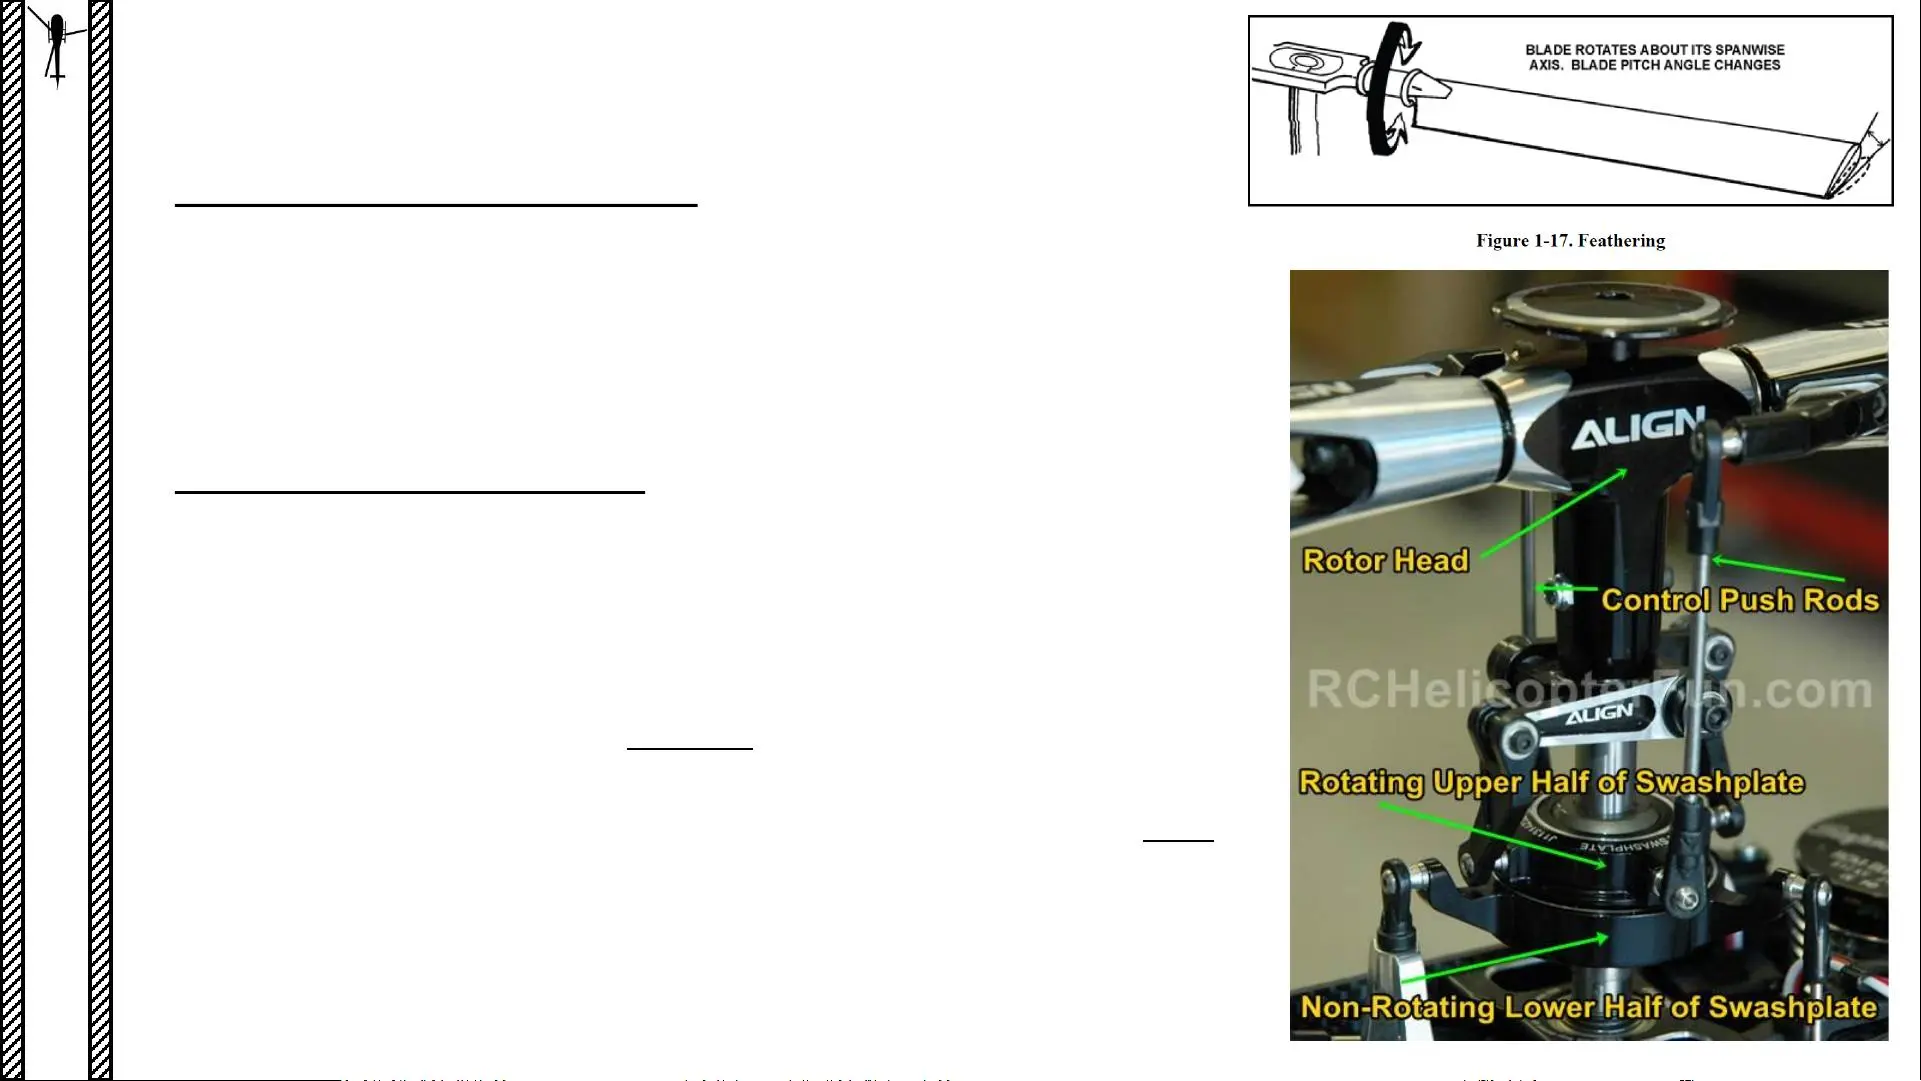 BLADE ROTATES ABOUT ITS SPANWISE
AXIS. BLADE PITCH ANGLE CHANGES
Figure 1-17. Feathering
ALIGN
Rotor Head
Control Push Rods
RCHelicopterFun.com
ALIGN
Rotating Upper Half of Swashplate
SWASHPLATE
Non-Rotating Lower Half of Swashplate